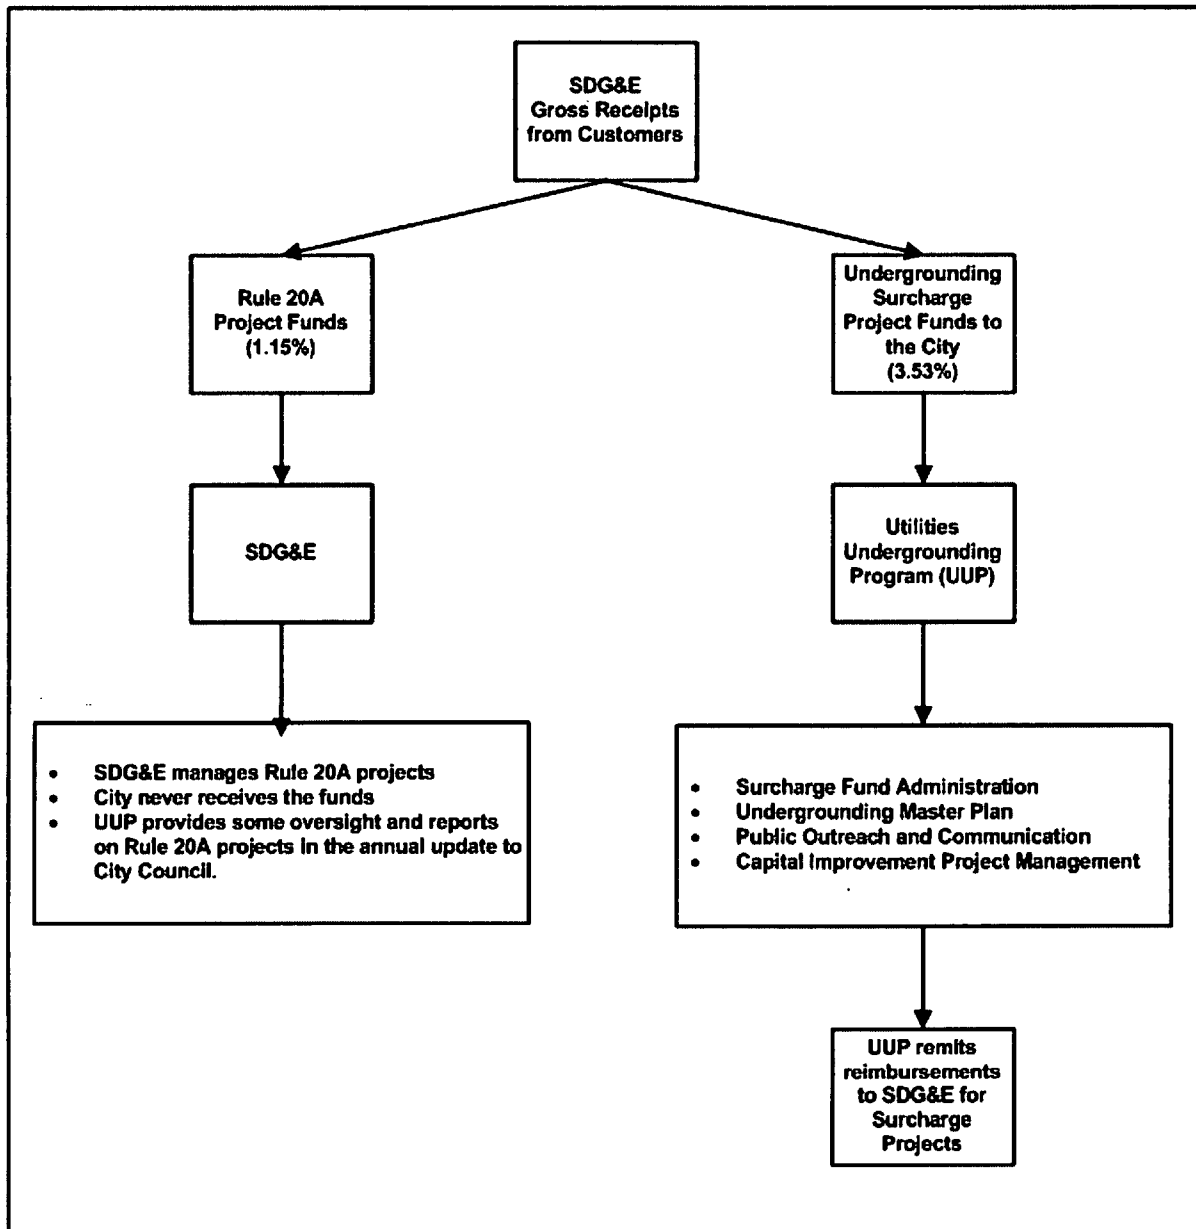 SDG&E
Gross Receipts
from Customers
Rule 20A
Project Funds
(1.15%)
Undergrounding
Surcharge
Project Funds to
the City
(3.53%)
SDG&E
Utilities
Undergrounding
Program (UUP)
• SDG&E manages Rule 20A projects
• City never receives the funds
• UUP provides some oversight and reports
on Rule 20A projects in the annual update to
City Council.
• Surcharge Fund Administration
• Undergrounding Master Plan
• Public Outreach and Communication
• Capital Improvement Project Management
UUP remits
reimbursements
to SDG&E for
Surcharge
Projects